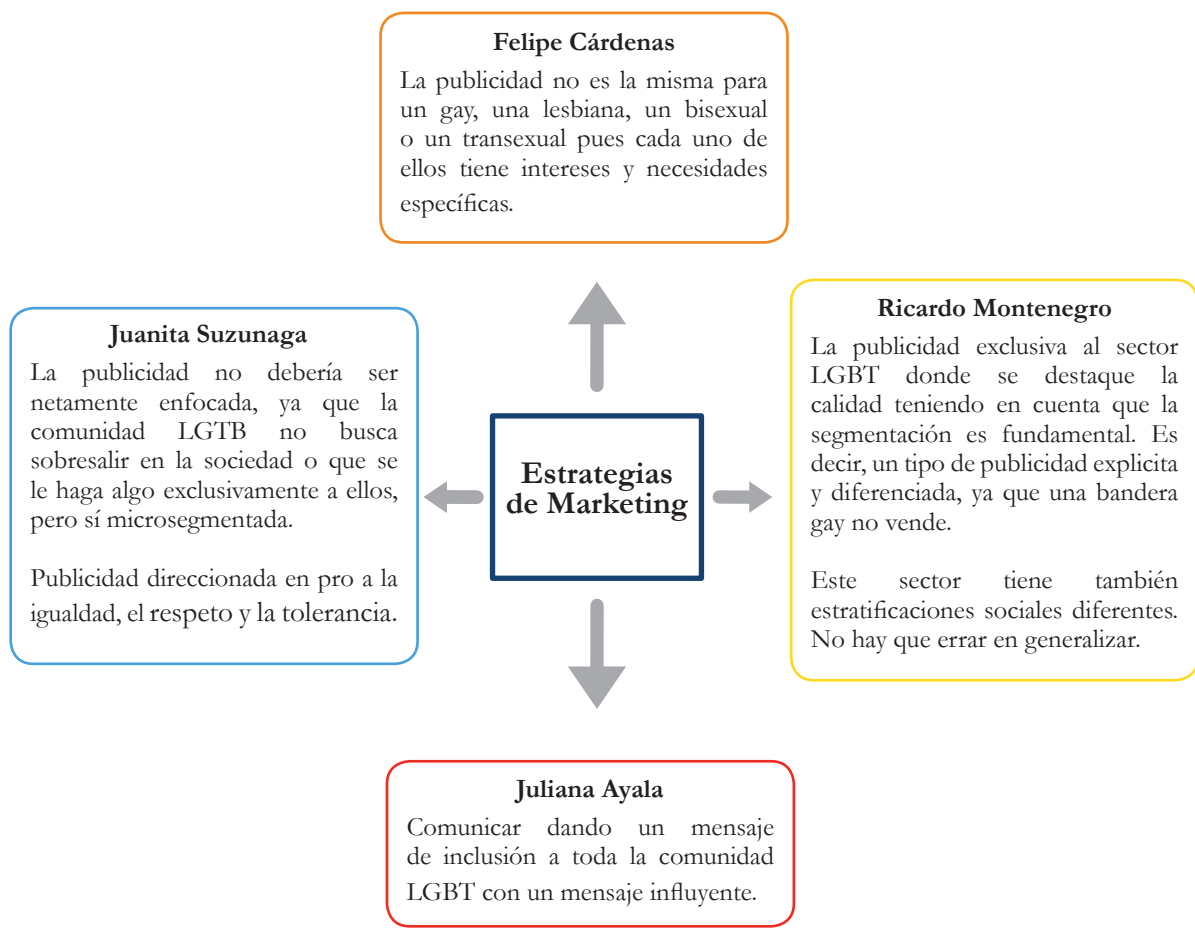 Felipe Cárdenas
La publicidad no es la misma para
un gay, una lesbiana, un bisexual
o un transexual pues cada uno de
ellos tiene intereses y necesidades
específicas.
Juanita Suzunaga
La publicidad no debería ser
netamente enfocada, ya que la
comunidad LGTB no busca
sobresalir en la sociedad o que se
le haga algo exclusivamente a ellos,
pero sí microsegmentada.
Publicidad direccionada en pro a la
igualdad, el respeto y la tolerancia.
Estrategias
de Marketing
Ricardo Montenegro
La publicidad exclusiva al sector
LGBT donde se destaque la
calidad teniendo en cuenta que la
segmentación es fundamental. Es
decir, un tipo de publicidad explicita
y diferenciada, ya que una bandera
gay no vende.
Este sector tiene también
estratificaciones sociales diferentes.
No hay que errar en generalizar.
Juliana Ayala
Comunicar dando un mensaje
de inclusión a toda la comunidad
LGBT con un mensaje influyente.